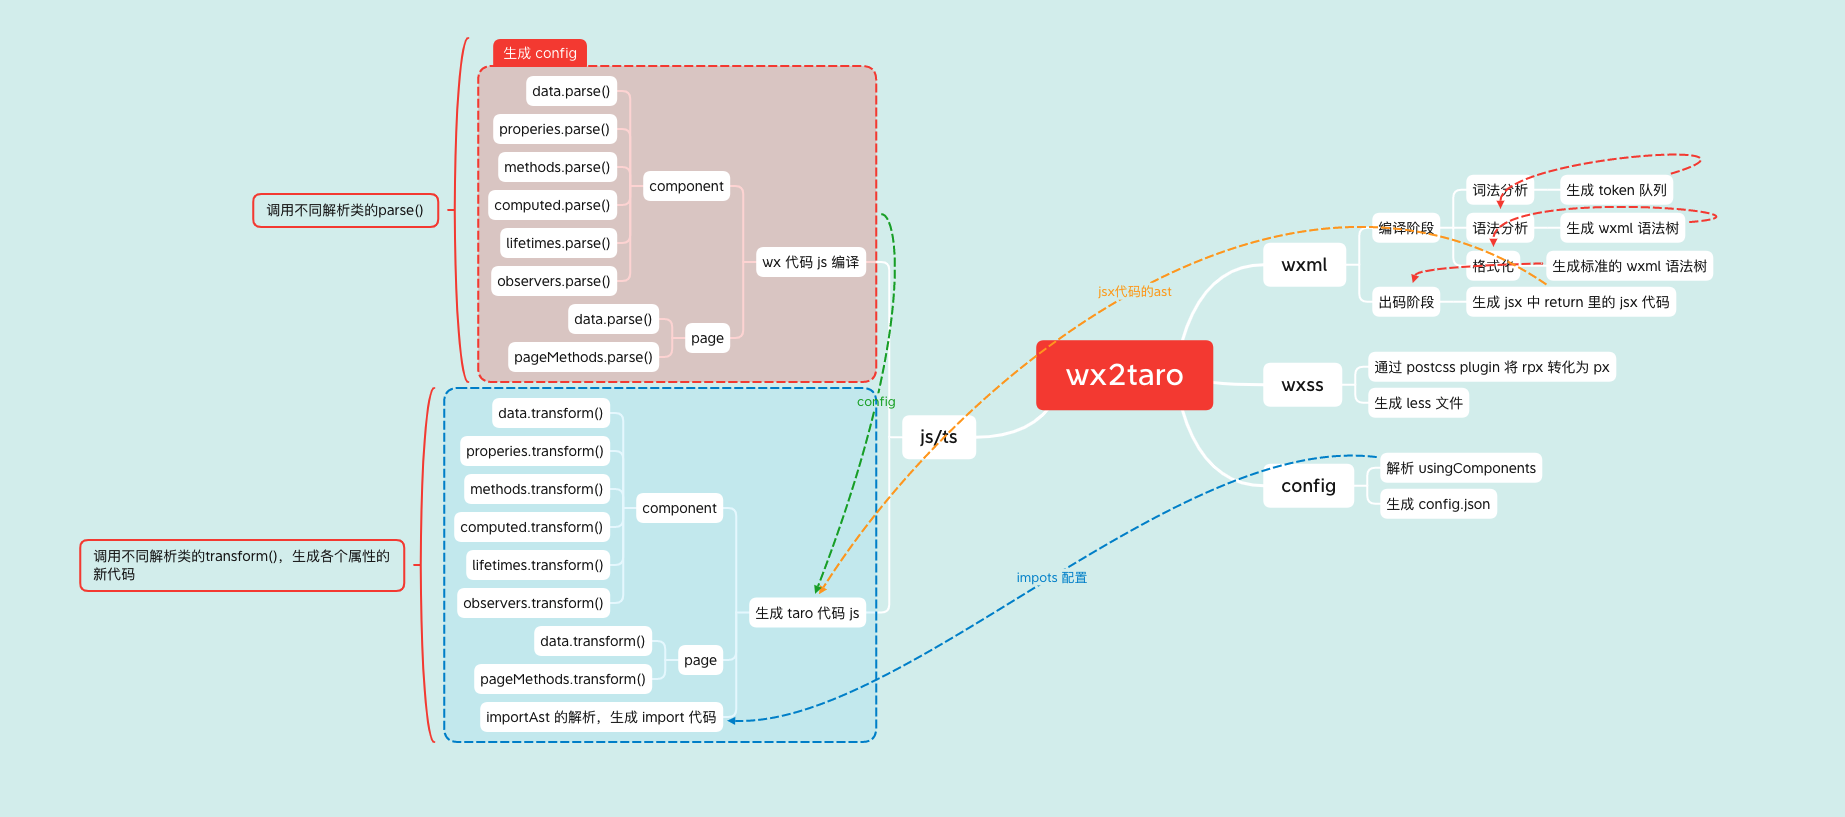 生成 config
data.parse()
properies.parse()
methods.parse()
component
computed.parse()
调用不同解析类的parse()
lifetimes.parse()
wx 代码 js 编译
observers.parse()
data.parse()
page
pageMethods.parse()
config
data.transform()
properies.transform()
methods.transform()
component
computed.transform()
调用不同解析类的transform()，生成各个属性的
新代码
lifetimes.transform()
observers.transform()
生成 taro 代码 js
data.transform()
page
pageMethods.transform()
importAst 的解析，生成 import 代码
js/ts
wx2taro
jsx代码的ast
impots 配置
wxml
编译阶段
词法分析
生成 token 队列
语法分析
生成 wxml 语法树
格式化
生成标准的 wxml 语法树
出码阶段
生成 jsx 中 return 里的 jsx 代码
wxss
通过 postcss plugin 将 rpx 转化为 px
生成 less 文件
config
解析 usingComponents
生成 config.json